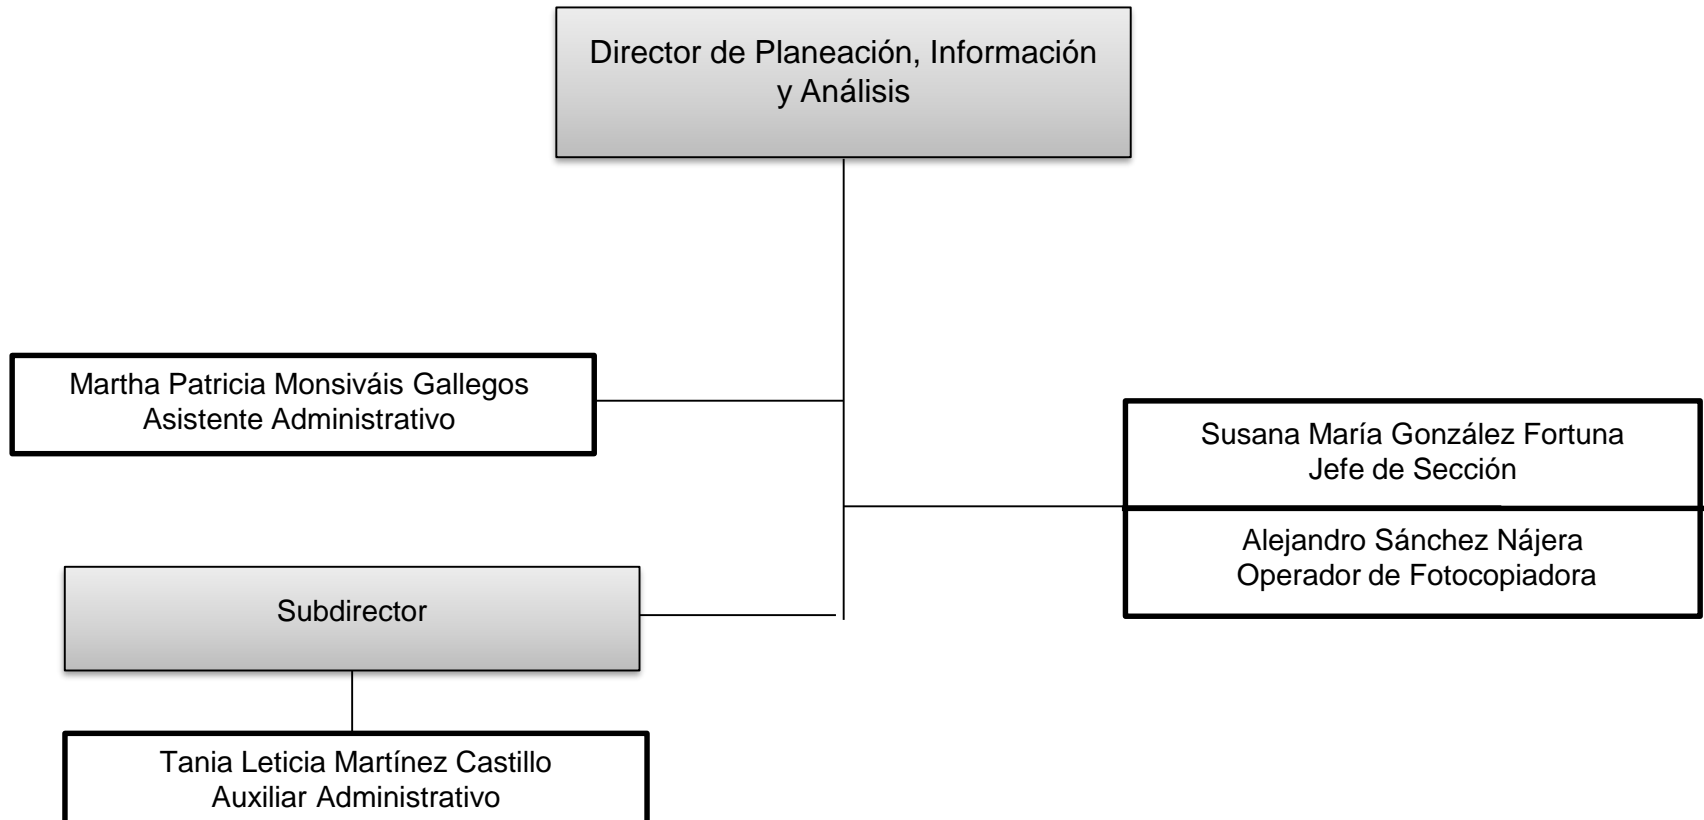 Director de Planeación, Información
y Análisis
Martha Patricia Monsiváis Gallegos
Asistente Administrativo
Susana María González Fortuna
Jefe de Sección
Alejandro Sánchez Nájera
Operador de Fotocopiadora
Subdirector
Tania Leticia Martínez Castillo
Auxiliar Administrativo